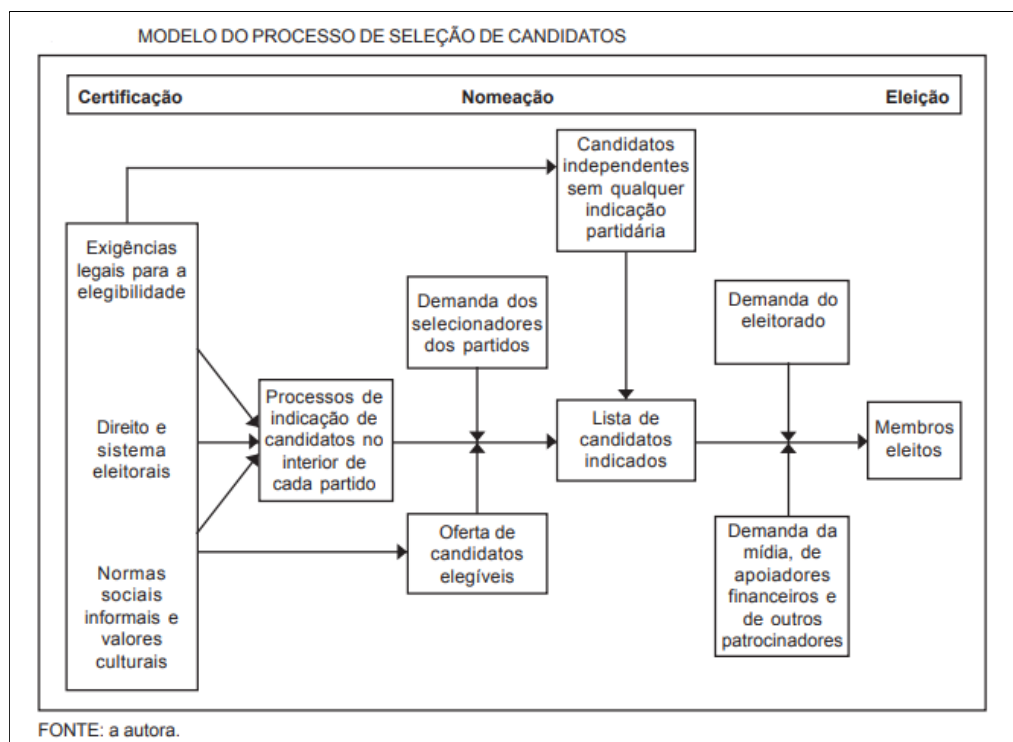 MODELO DO PROCESSO DE SELEÇÃO DE CANDIDATOS
Certificação
Nomeação
Eleição
Candidatos
independentes
sem qualquer
indicação
partidária
Exigências
legais para a
elegibilidade
Direito e
sistema
eleitorais
Normas
sociais
informais e
valores
culturais
Demanda dos
selecionadores
dos partidos
Demanda do
eleitorado
Processos de
indicação de
candidatos no
interior de
cada partido
Lista de
candidatos
indicados
Membros
eleitos
Oferta de
candidatos
elegíveis
Demanda da
mídia, de
apoiadores
financeiros e
de outros
patrocinadores
FONTE: a autora.